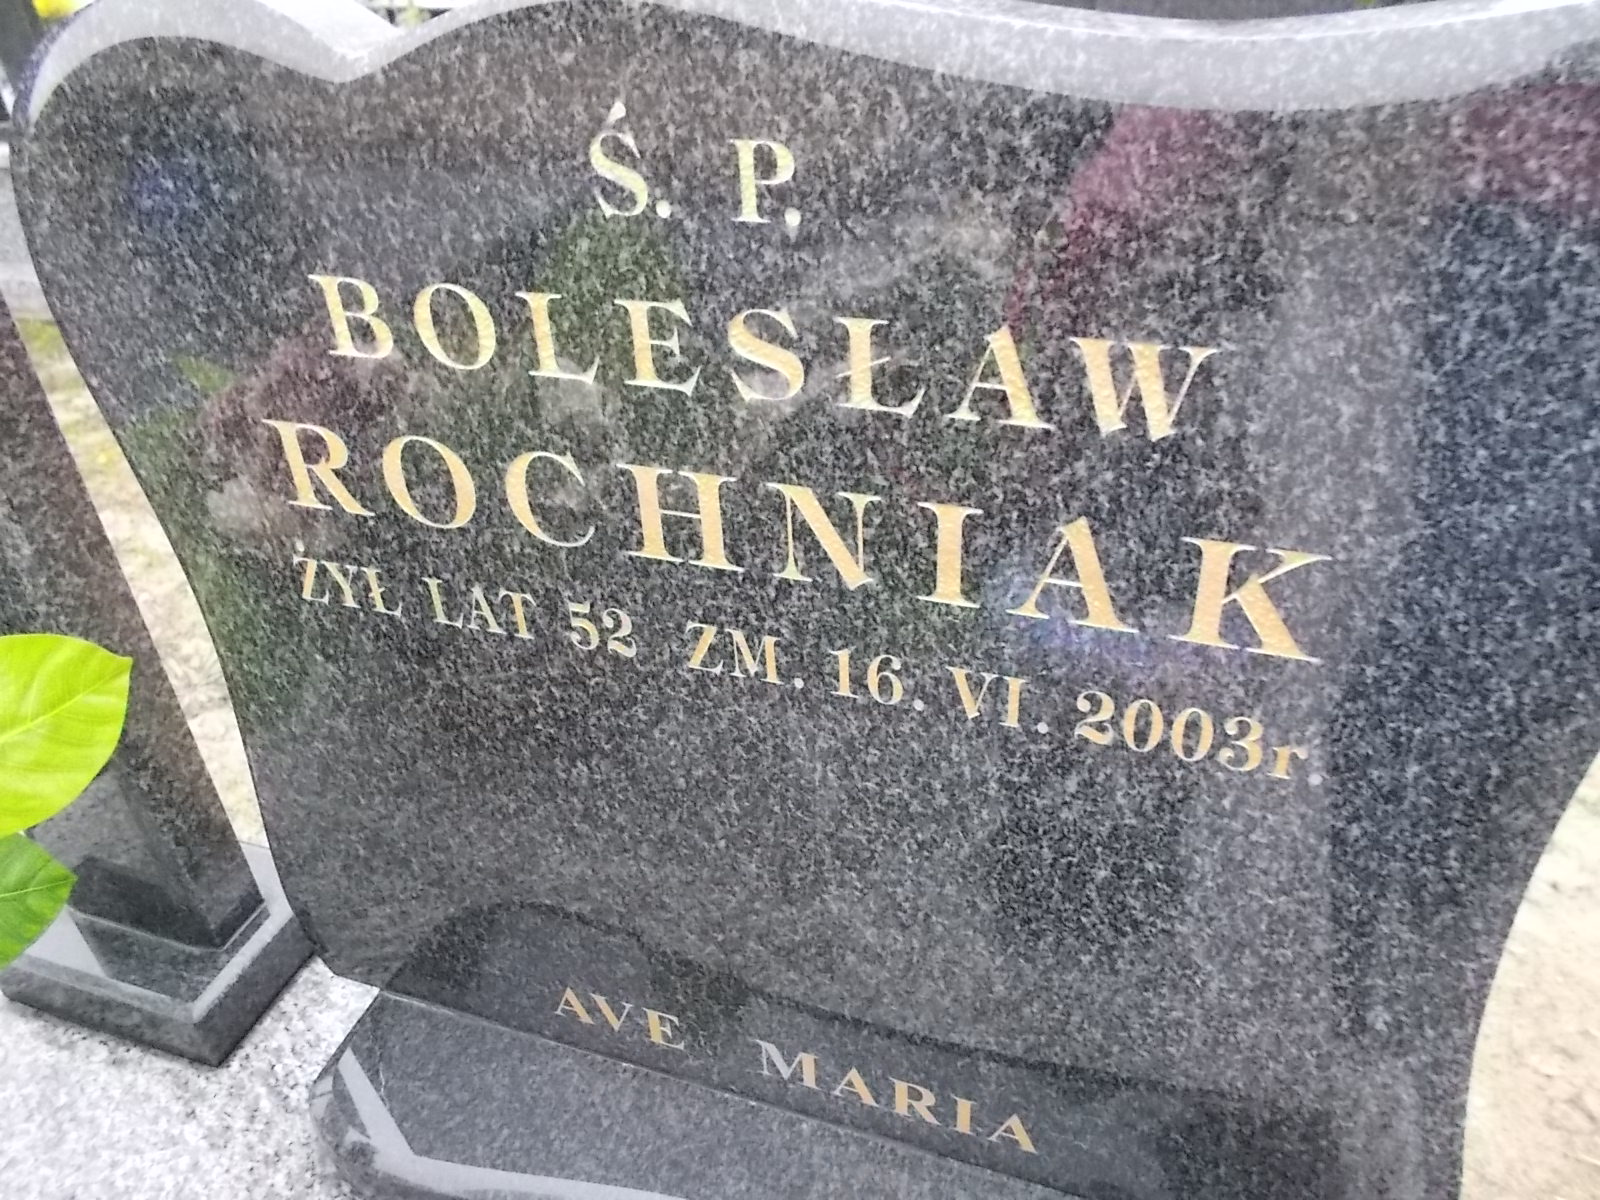 Ś. P.
BOLESŁAW
ROCHNIAK
ŻYŁ LAT 52 ZM. 16. VI. 2003r.
AVE MARIA